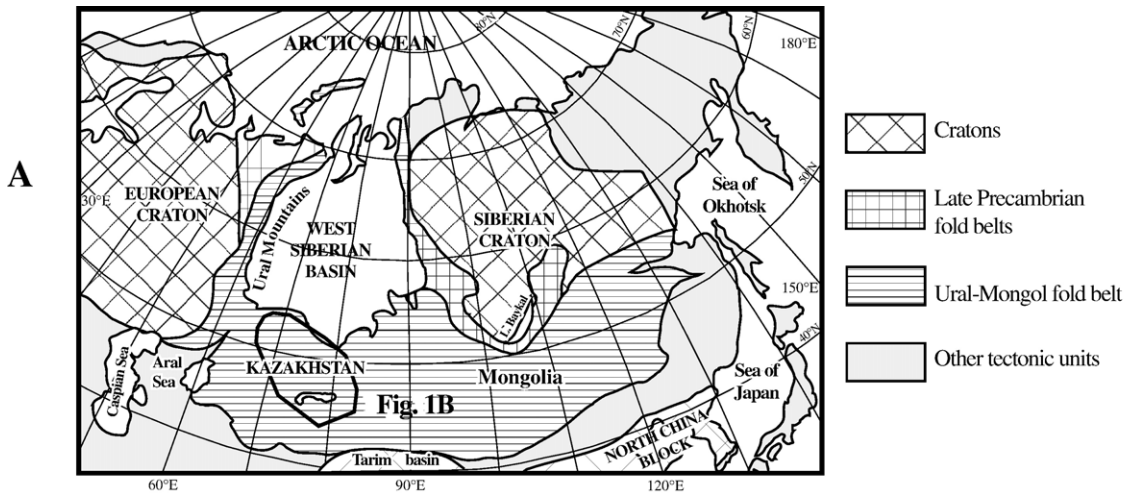 A
ARCTIC OCEAN
80°N
70°N
60°N
180°E
50°N
30°E
EUROPEAN
CRATON
Ural Mountains
WEST
SIBERIAN
BASIN
SIBERIAN
CRATON
L. Baykal
Sea of
Okhotsk
150°E
40°N
Caspian Sea
Aral
Sea
KAZAKHSTAN
Fig. 1B
Mongolia
Sea of
Japan
NORTH CHINA
BLOCK
Tarim basin
60°E
90°E
120°E
Cratons
Late Precambrian
fold belts
Ural-Mongol fold belt
Other tectonic units